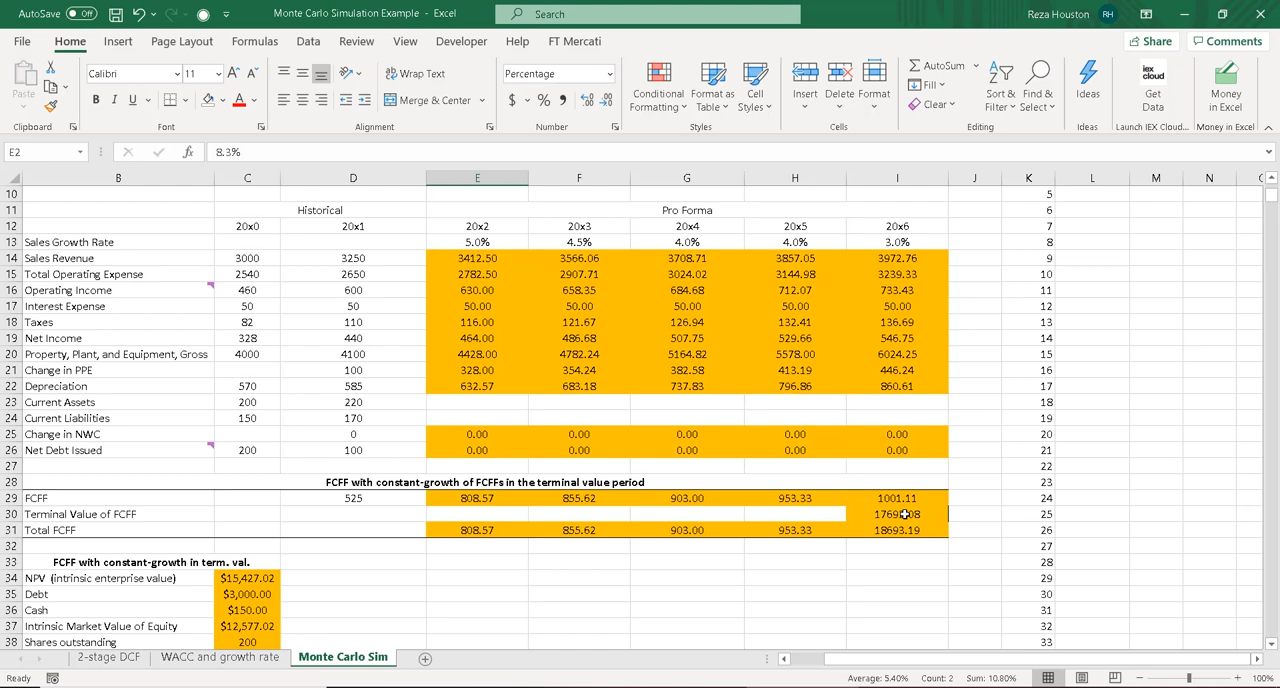 AutoSave Off Monte Carlo Simulation Example - Excel Search Reza Houston RH
File Home Insert Draw Page Layout Formulas Data Review View Developer Help FT Mercati Share Comments
Calibri 11 Wrap Text Percentage AutoSum
Paste B I U Merge & Center $ % Conditional Formatting Format as Table Cell Styles Insert Delete Format Fill Clear Sort & Filter Find & Select Ideas iex cloud Get Data Money in Excel
Clipboard Font Alignment Number Styles Cells Editing Ideas Launch IEX Cloud... Money in Excel
E2 fx 8.3%
B C D E F G H I J K L M N
10 5
11 Historical Pro Forma 6
12 20x0 20x1 20x2 20x3 20x4 20x5 20x6 7
13 Sales Growth Rate 5.0% 4.5% 4.0% 4.0% 3.0% 8
14 Sales Revenue 3000 3250 3412.50 3566.06 3708.71 3857.05 3972.76 9
15 Total Operating Expense 2540 2650 2782.50 2907.71 3024.02 3144.98 3239.33 10
16 Operating Income 460 600 630.00 658.35 684.68 712.07 733.43 11
17 Interest Expense 50 50 50.00 50.00 50.00 50.00 50.00 12
18 Taxes 82 110 116.00 121.67 126.94 132.41 136.69 13
19 Net Income 328 440 464.00 486.68 507.75 529.66 546.75 14
20 Property, Plant, and Equipment, Gross 4000 4100 4428.00 4782.24 5164.82 5578.00 6024.25 15
21 Change in PPE 100 328.00 354.24 382.58 413.19 446.24 16
22 Depreciation 570 585 632.57 683.18 737.83 796.86 860.61 17
23 Current Assets 200 220 18
24 Current Liabilities 150 170 19
25 Change in NWC 0 0.00 0.00 0.00 0.00 0.00 20
26 Net Debt Issued 200 100 0.00 0.00 0.00 0.00 0.00 21
27 22
28 FCFF with constant-growth of FCFFs in the terminal value period 23
29 FCFF 525 808.57 855.62 903.00 953.33 1001.11 24
30 Terminal Value of FCFF 25
31 Total FCFF 808.57 855.62 903.00 953.33 18693.19 26
32 27
33 FCFF with constant-growth in term. val. 28
34 NPV (intrinsic enterprise value) $15,427.02 29
35 Debt $3,000.00 30
36 Cash $150.00 31
37 Intrinsic Market Value of Equity $12,577.02 32
38 Shares outstanding 200 33
2-stage DCF WACC and growth rate Monte Carlo Sim
Ready Average: 5.40% Count: 2 Sum: 10.80% 100%